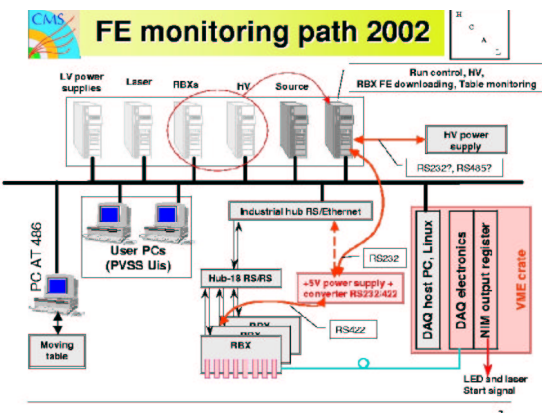 CMS
FE monitoring path 2002
H
C
A
L
LV power
supplies
Laser
RBXs
HV
Source
Run control, HV,
RBX FE downloading, Table monitoring
HV power
supply
RS232?, RS485?
PC AT 486
User PCs
(PVSS Uis)
Industrial hub RS/Ethernet
RS232
Hub-18 RS/RS
+5V power supply +
converter RS232/422
RS422
RBX
RBX
RBX
Moving
table
DAQ host PC, Linux
DAQ electronics
NIM output register
VME crate
LED and laser
Start signal